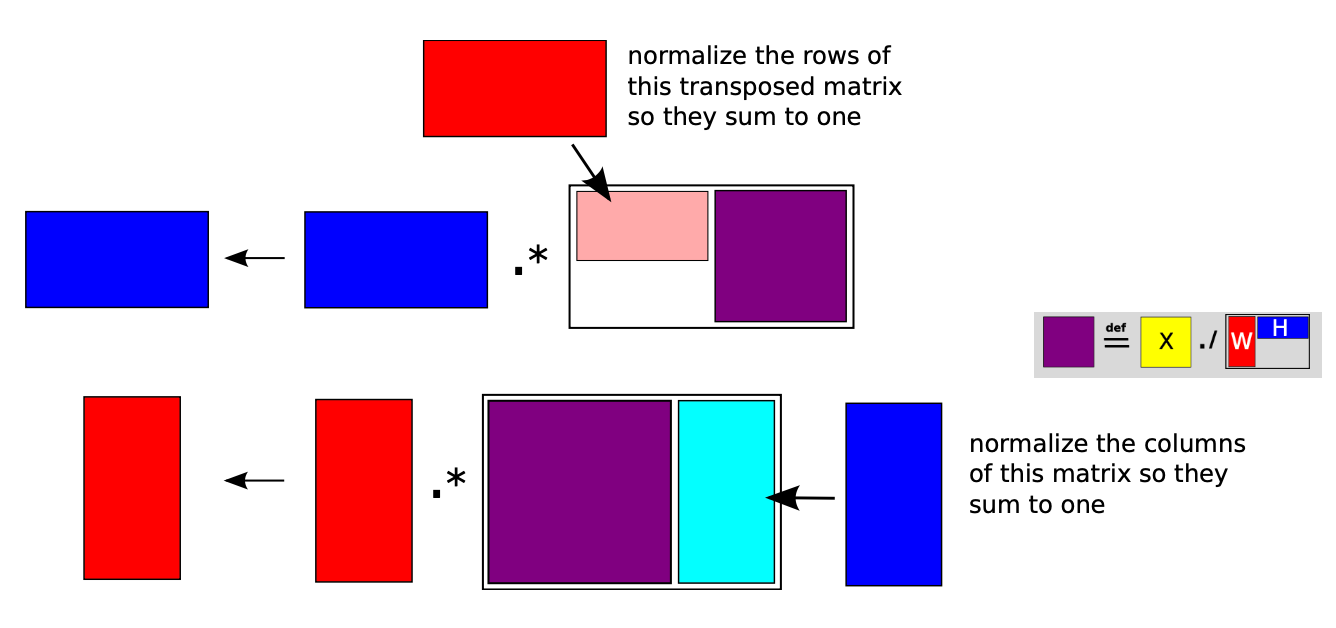 normalize the rows of
this transposed matrix
so they sum to one
.*
def
= X ./ W H
.*
normalize the columns
of this matrix so they
sum to one